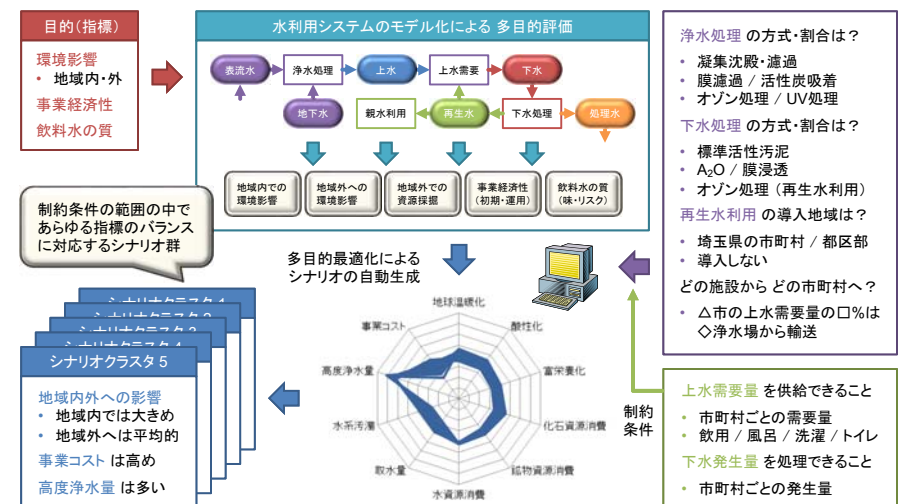 目的(指標)
環境影響
・ 地域内・外
事業経済性
飲料水の質
水利用システムのモデル化による 多目的評価
表流水
浄水処理
上水
上水需要
下水
地下水
親水利用
再生水
下水処理
処理水
地域内での
環境影響
地域外への
環境影響
地域外での
資源採掘
事業経済性
(初期・運用)
飲料水の質
(味・リスク)
制約条件の範囲の中で
あらゆる指標のバランス
に対応するシナリオ群
多目的最適化による
シナリオの自動生成
浄水処理 の方式・割合は？
・ 凝集沈殿・濾過
・ 膜濾過 / 活性炭吸着
・ オゾン処理 / UV処理
下水処理 の方式・割合は？
・ 標準活性汚泥
・ A₂O / 膜浸透
・ オゾン処理 (再生水利用)
再生水利用 の導入地域は？
・ 埼玉県の市町村 / 都区部
・ 導入しない
どの施設から どの市町村へ？
・ △市の上水需要量の□%は
◇浄水場から輸送
シナリオクラスタ 1
シナリオクラスタ 2
シナリオクラスタ 3
シナリオクラスタ 4
シナリオクラスタ 5
地域内外への影響
・ 地域内では大きめ
・ 地域外へは平均的
事業コスト は高め
高度浄水量 は多い
地球温暖化
酸性化
富栄養化
化石資源消費
鉱物資源消費
水資源消費
取水量
水系汚濁
高度浄水量
事業コスト
制約
条件
上水需要量 を供給できること
・ 市町村ごとの需要量
・ 飲用 / 風呂 / 洗濯 / トイレ
下水発生量 を処理できること
・ 市町村ごとの発生量